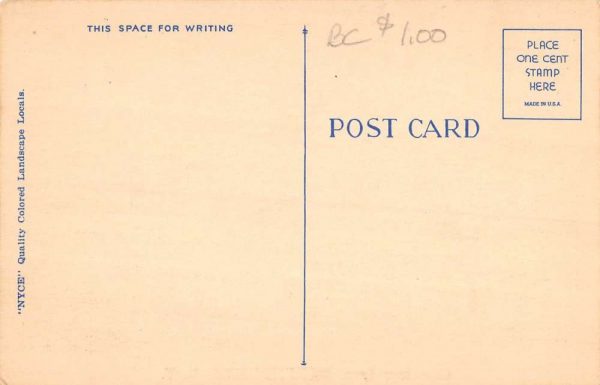 THIS SPACE FOR WRITING
BC $1.00
PLACE
ONE CENT
STAMP
HERE
MADE IN U.S.A.
POST CARD
"NYCE" Quality Colored Landscape Locals.